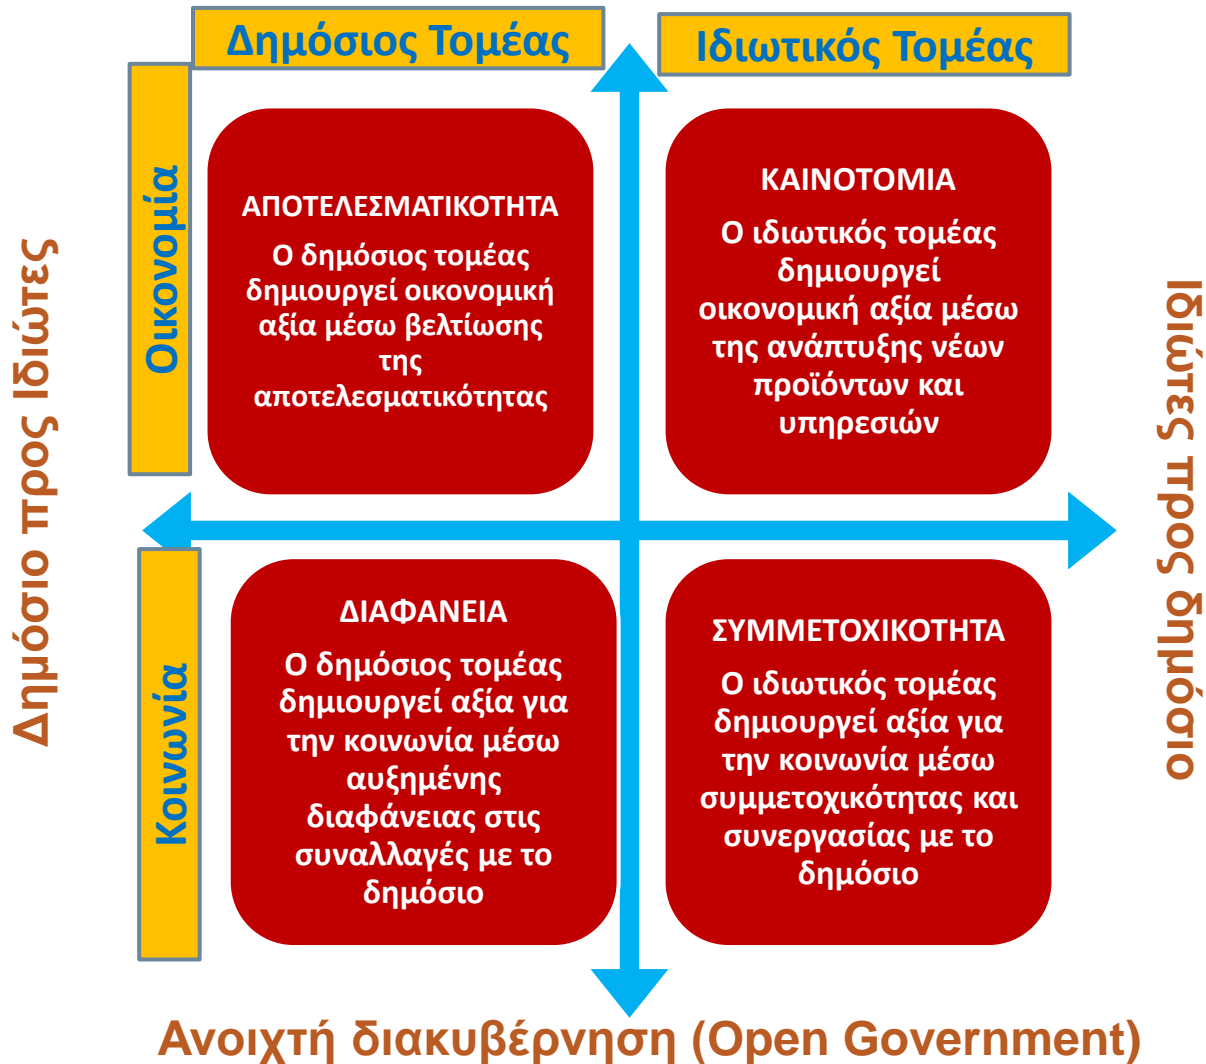 Δημόσιος Τομέας
Ιδιωτικός Τομέας
Οικονομία
Δημόσιο προς Ιδιώτες
ΑΠΟΤΕΛΕΣΜΑΤΙΚΟΤΗΤΑ
Ο δημόσιος τομέας
δημιουργεί οικονομική
αξία μέσω βελτίωσης
της
αποτελεσματικότητας
ΚΑΙΝΟΤΟΜΙΑ
Ο ιδιωτικός τομέας
δημιουργεί
οικονομική αξία μέσω
της ανάπτυξης νέων
προϊόντων και
υπηρεσιών
Ιδιώτες προς δημόσιο
Κοινωνία
ΔΙΑΦΑΝΕΙΑ
Ο δημόσιος τομέας
δημιουργεί αξία για
την κοινωνία μέσω
αυξημένης
διαφάνειας στις
συναλλαγές με το
δημόσιο
ΣΥΜΜΕΤΟΧΙΚΟΤΗΤΑ
Ο ιδιωτικός τομέας
δημιουργεί αξία για
την κοινωνία μέσω
συμμετοχικότητας και
συνεργασίας με το
δημόσιο
Ανοιχτή διακυβέρνηση (Open Government)